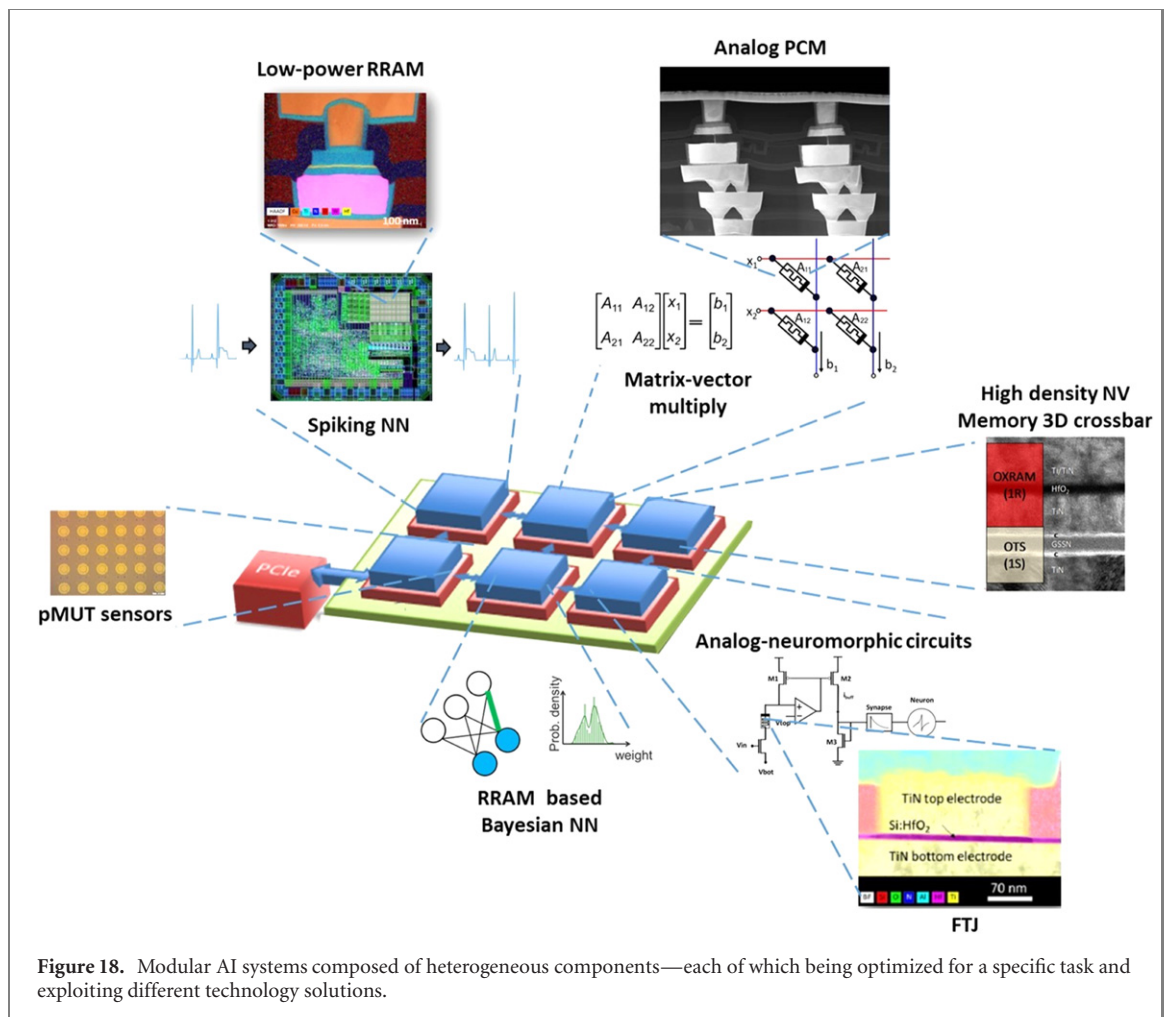 Analog PCM
Low-power RRAM
HAADF
100 nm
x1
A11
A21
x2
A12
A22
b1
b2
[A11 A12] [x1] = [b1]
[A21 A22] [x2] [b2]
Matrix-vector
multiply
Spiking NN
High density NV
Memory 3D crossbar
OXRAM
(1R)
Ti/TiN
HfO2
TiN
OTS
(1S)
C
GSSN
C
TiN
pMUT sensors
PCIe
Analog-neuromorphic circuits
M1
M2
Ibuff
Synapse
Neuron
Vtop
M3
Vin
Vbot
Prob. density
weight
RRAM based
Bayesian NN
TiN top electrode
Si:HfO2
TiN bottom electrode
70 nm
FTJ
Figure 18. Modular AI systems composed of heterogeneous components—each of which being optimized for a specific task and
exploiting different technology solutions.